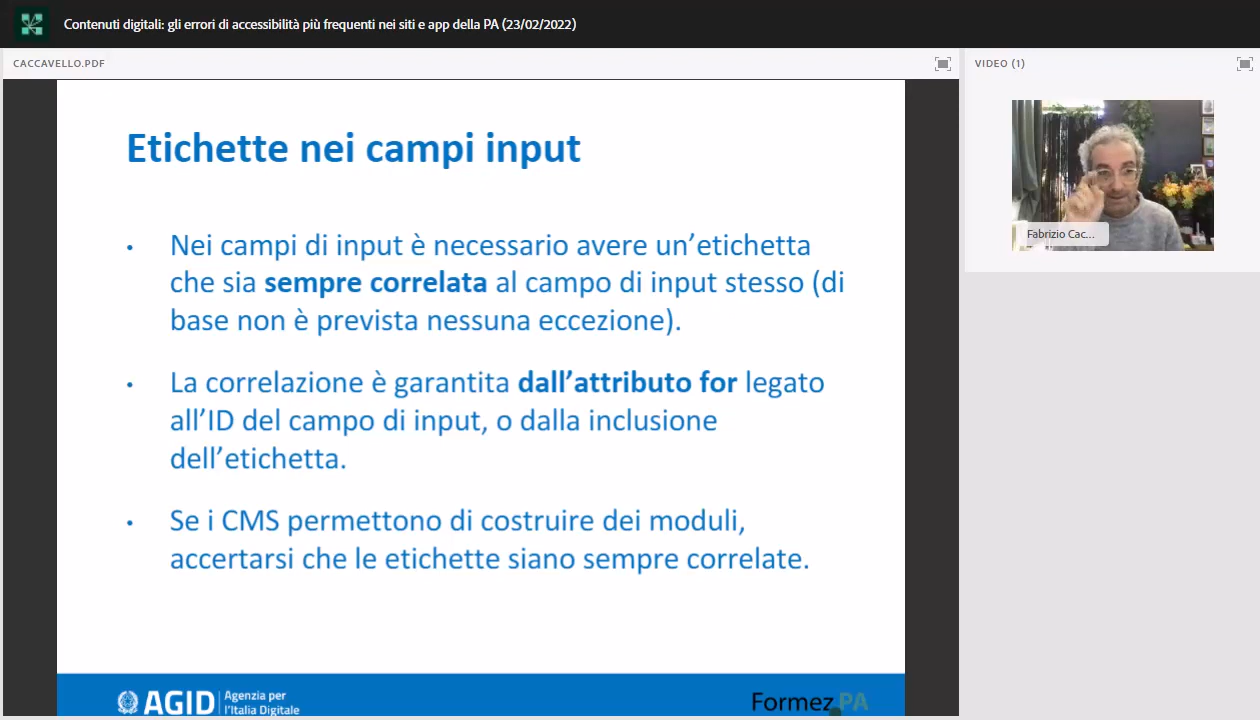 Contenuti digitali: gli errori di accessibilità più frequenti nei siti e app della PA (23/02/2022)
CACCAVELLO.PDF
VIDEO (1)
Etichette nei campi input
• Nei campi di input è necessario avere un’etichetta
che sia sempre correlata al campo di input stesso (di
base non è prevista nessuna eccezione).
• La correlazione è garantita dall’attributo for legato
all’ID del campo di input, o dalla inclusione
dell’etichetta.
• Se i CMS permettono di costruire dei moduli,
accertarsi che le etichette siano sempre correlate.
Fabrizio Cac...
AGID
Agenzia per
l’Italia Digitale
Formez PA